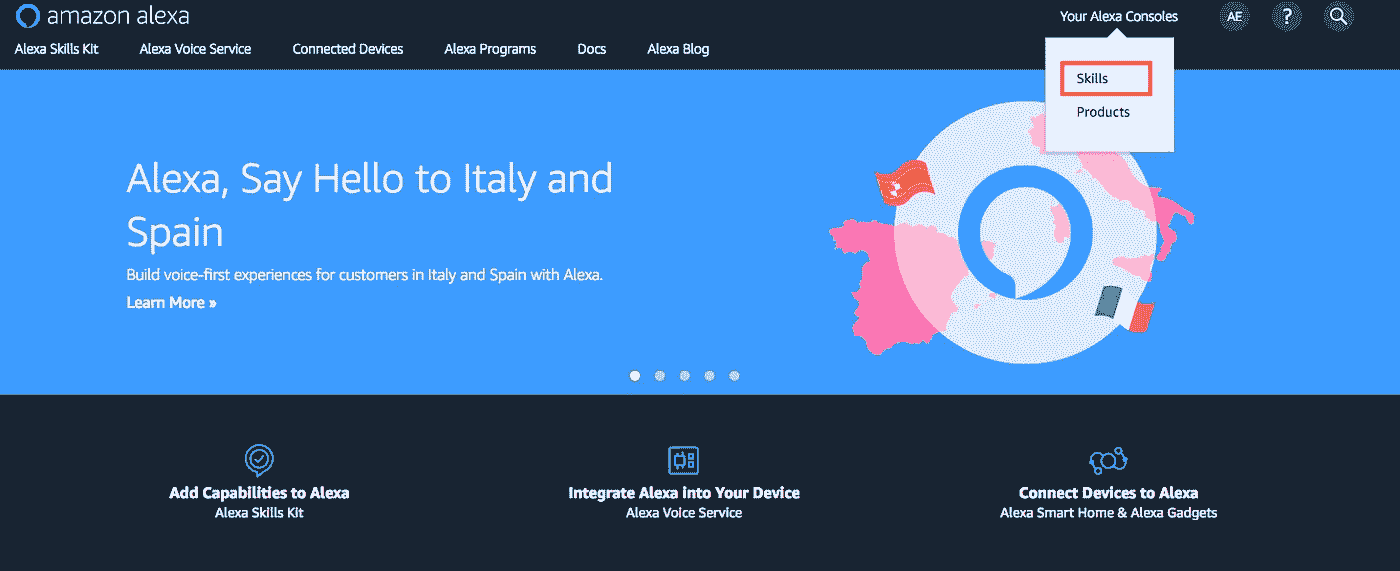 amazon alexa
Your Alexa Consoles
AE
?
Alexa Skills Kit
Alexa Voice Service
Connected Devices
Alexa Programs
Docs
Alexa Blog
Skills
Products
Alexa, Say Hello to Italy and
Spain
Build voice-first experiences for customers in Italy and Spain with Alexa.
Learn More »
Add Capabilities to Alexa
Alexa Skills Kit
Integrate Alexa into Your Device
Alexa Voice Service
Connect Devices to Alexa
Alexa Smart Home & Alexa Gadgets